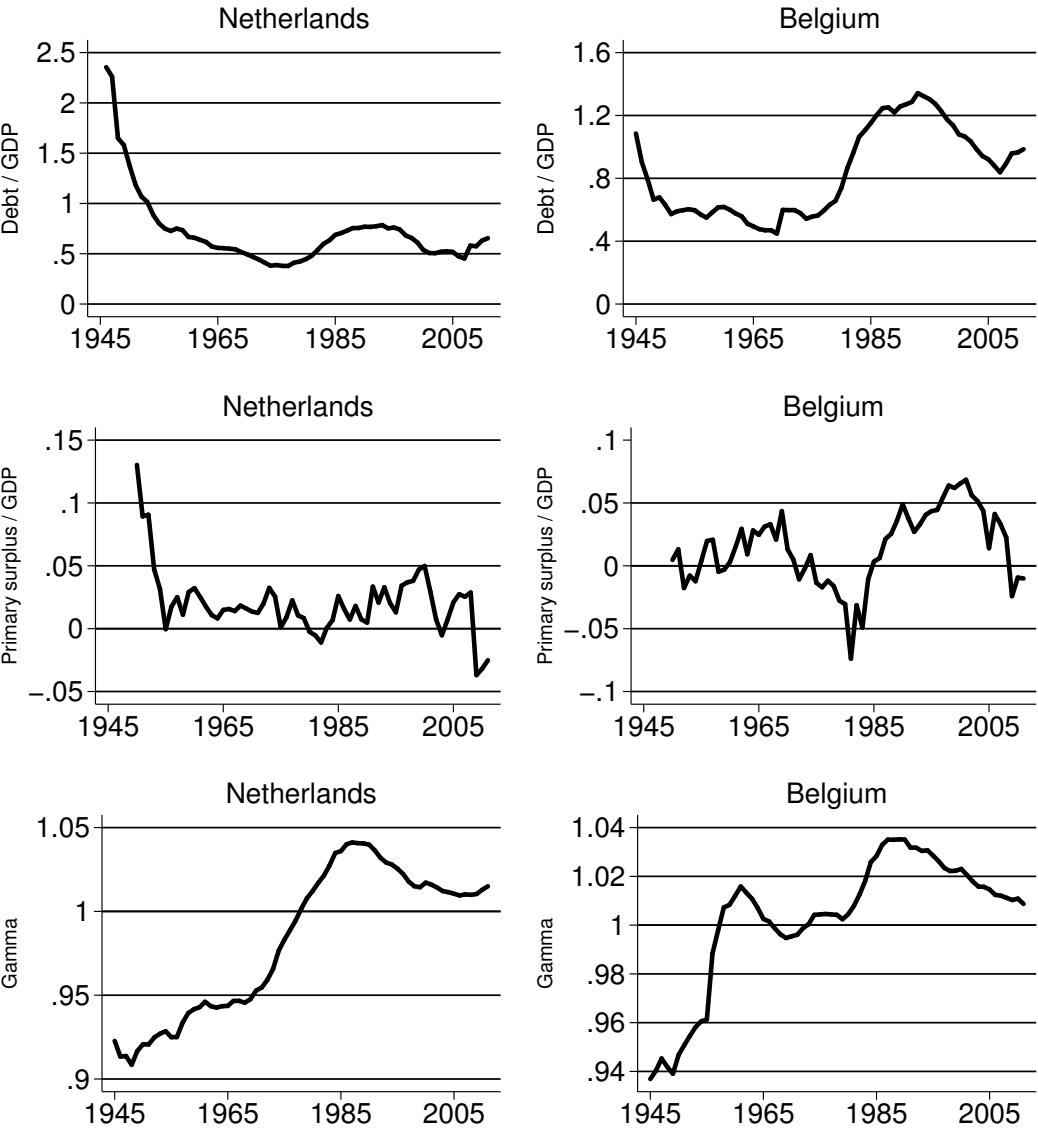 Netherlands
Debt / GDP
2.5
2
1.5
1
.5
0
1945 1965 1985 2005
Belgium
Debt / GDP
1.6
1.2
.8
.4
0
1945 1965 1985 2005
Netherlands
Primary surplus / GDP
.15
.1
.05
0
−.05
1945 1965 1985 2005
Belgium
Primary surplus / GDP
.1
.05
0
−.05
−.1
1945 1965 1985 2005
Netherlands
Gamma
1.05
1
.95
.9
1945 1965 1985 2005
Belgium
Gamma
1.04
1.02
1
.98
.96
.94
1945 1965 1985 2005